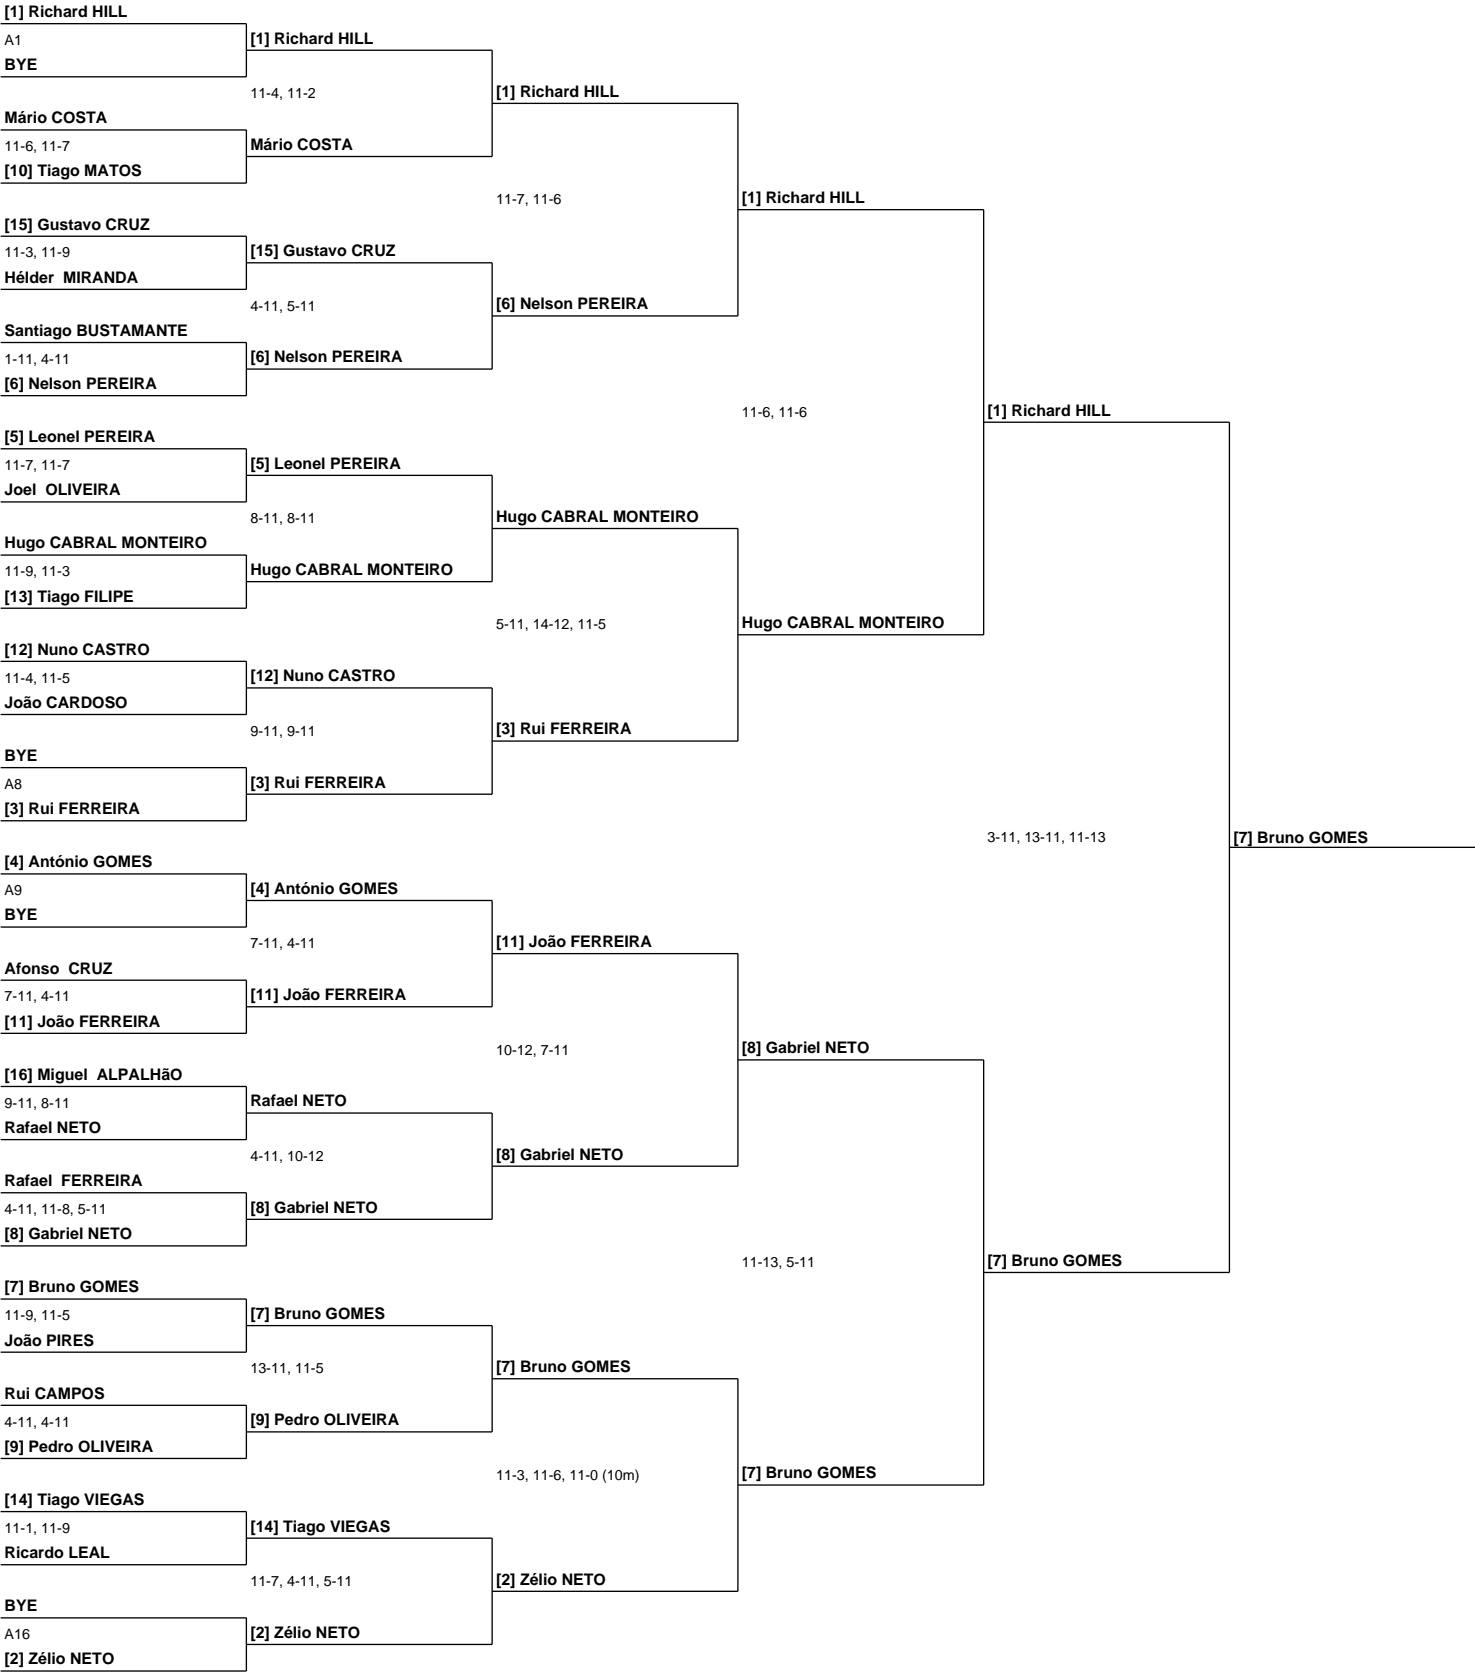 [1] Richard HILL
A1
[1] Richard HILL
BYE
11-4, 11-2
[1] Richard HILL
Mário COSTA
11-6, 11-7
Mário COSTA
[10] Tiago MATOS
11-7, 11-6
[1] Richard HILL
[15] Gustavo CRUZ
11-3, 11-9
[15] Gustavo CRUZ
Hélder  MIRANDA
4-11, 5-11
[6] Nelson PEREIRA
Santiago BUSTAMANTE
1-11, 4-11
[6] Nelson PEREIRA
[6] Nelson PEREIRA
11-6, 11-6
[1] Richard HILL
[5] Leonel PEREIRA
11-7, 11-7
[5] Leonel PEREIRA
Joel  OLIVEIRA
8-11, 8-11
Hugo CABRAL MONTEIRO
Hugo CABRAL MONTEIRO
11-9, 11-3
Hugo CABRAL MONTEIRO
[13] Tiago FILIPE
5-11, 14-12, 11-5
Hugo CABRAL MONTEIRO
[12] Nuno CASTRO
11-4, 11-5
[12] Nuno CASTRO
João CARDOSO
9-11, 9-11
[3] Rui FERREIRA
BYE
A8
[3] Rui FERREIRA
[3] Rui FERREIRA
3-11, 13-11, 11-13
[7] Bruno GOMES
[4] António GOMES
A9
[4] António GOMES
BYE
7-11, 4-11
[11] João FERREIRA
Afonso  CRUZ
7-11, 4-11
[11] João FERREIRA
[11] João FERREIRA
10-12, 7-11
[8] Gabriel NETO
[16] Miguel  ALPALHãO
9-11, 8-11
Rafael NETO
Rafael NETO
4-11, 10-12
[8] Gabriel NETO
Rafael  FERREIRA
4-11, 11-8, 5-11
[8] Gabriel NETO
[8] Gabriel NETO
11-13, 5-11
[7] Bruno GOMES
[7] Bruno GOMES
11-9, 11-5
[7] Bruno GOMES
João PIRES
13-11, 11-5
[7] Bruno GOMES
Rui CAMPOS
4-11, 4-11
[9] Pedro OLIVEIRA
[9] Pedro OLIVEIRA
11-3, 11-6, 11-0 (10m)
[7] Bruno GOMES
[14] Tiago VIEGAS
11-1, 11-9
[14] Tiago VIEGAS
Ricardo LEAL
11-7, 4-11, 5-11
[2] Zélio NETO
BYE
A16
[2] Zélio NETO
[2] Zélio NETO